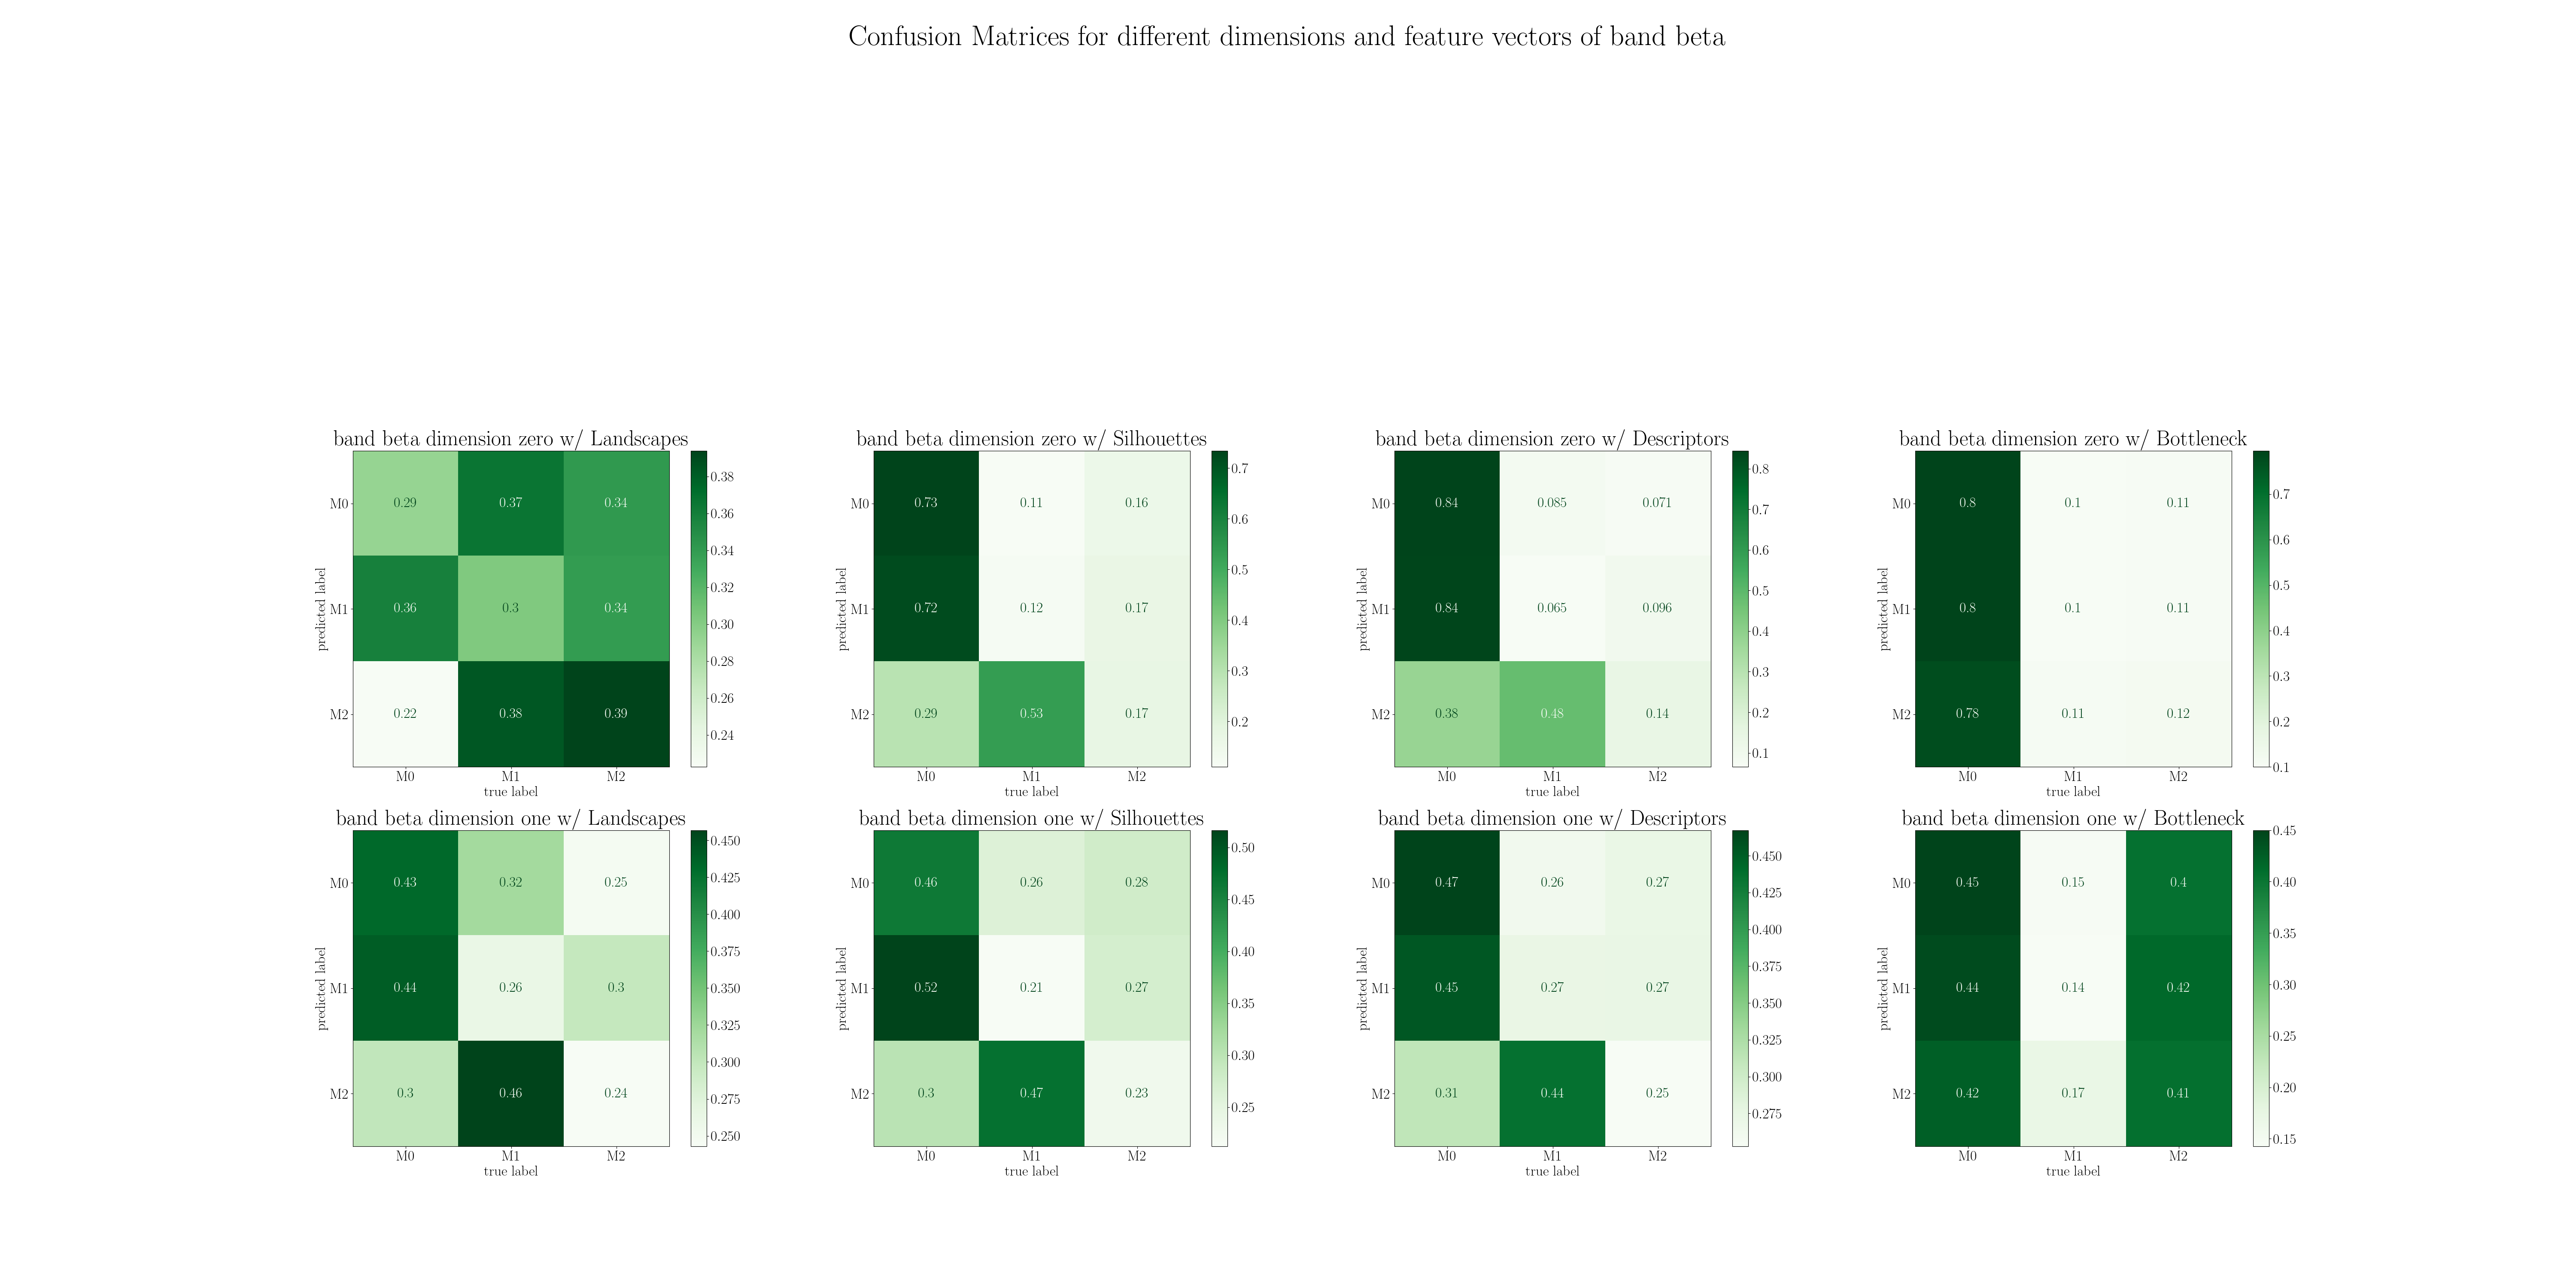 Confusion Matrices for different dimensions and feature vectors of band beta
band beta dimension zero w/ Landscapes
M0
M1
M2
predicted label
0.29 0.37 0.34
0.36 0.3 0.34
0.22 0.38 0.39
M0 M1 M2
true label
0.38
0.36
0.34
0.32
0.30
0.28
0.26
0.24
band beta dimension zero w/ Silhouettes
M0
M1
M2
predicted label
0.73 0.11 0.16
0.72 0.12 0.17
0.29 0.53 0.17
M0 M1 M2
true label
0.7
0.6
0.5
0.4
0.3
0.2
band beta dimension zero w/ Descriptors
M0
M1
M2
predicted label
0.84 0.085 0.071
0.84 0.065 0.096
0.38 0.48 0.14
M0 M1 M2
true label
0.8
0.7
0.6
0.5
0.4
0.3
0.2
0.1
band beta dimension zero w/ Bottleneck
M0
M1
M2
predicted label
0.8 0.1 0.11
0.8 0.1 0.11
0.78 0.11 0.12
M0 M1 M2
true label
0.7
0.6
0.5
0.4
0.3
0.2
0.1
band beta dimension one w/ Landscapes
M0
M1
M2
predicted label
0.43 0.32 0.25
0.44 0.26 0.3
0.3 0.46 0.24
M0 M1 M2
true label
0.450
0.425
0.400
0.375
0.350
0.325
0.300
0.275
0.250
band beta dimension one w/ Silhouettes
M0
M1
M2
predicted label
0.46 0.26 0.28
0.52 0.21 0.27
0.3 0.47 0.23
M0 M1 M2
true label
0.50
0.45
0.40
0.35
0.30
0.25
band beta dimension one w/ Descriptors
M0
M1
M2
predicted label
0.47 0.26 0.27
0.45 0.27 0.27
0.31 0.44 0.25
M0 M1 M2
true label
0.450
0.425
0.400
0.375
0.350
0.325
0.300
0.275
band beta dimension one w/ Bottleneck
M0
M1
M2
predicted label
0.45 0.15 0.4
0.44 0.14 0.42
0.42 0.17 0.41
M0 M1 M2
true label
0.45
0.40
0.35
0.30
0.25
0.20
0.15